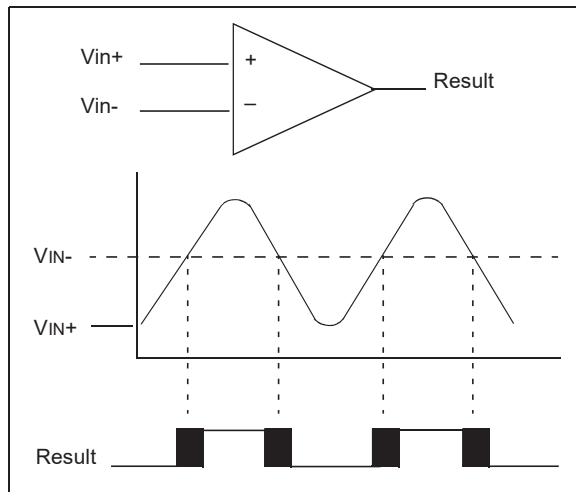 Vin+
+
Result
Vin-
–
VIN-
VIN+
Result